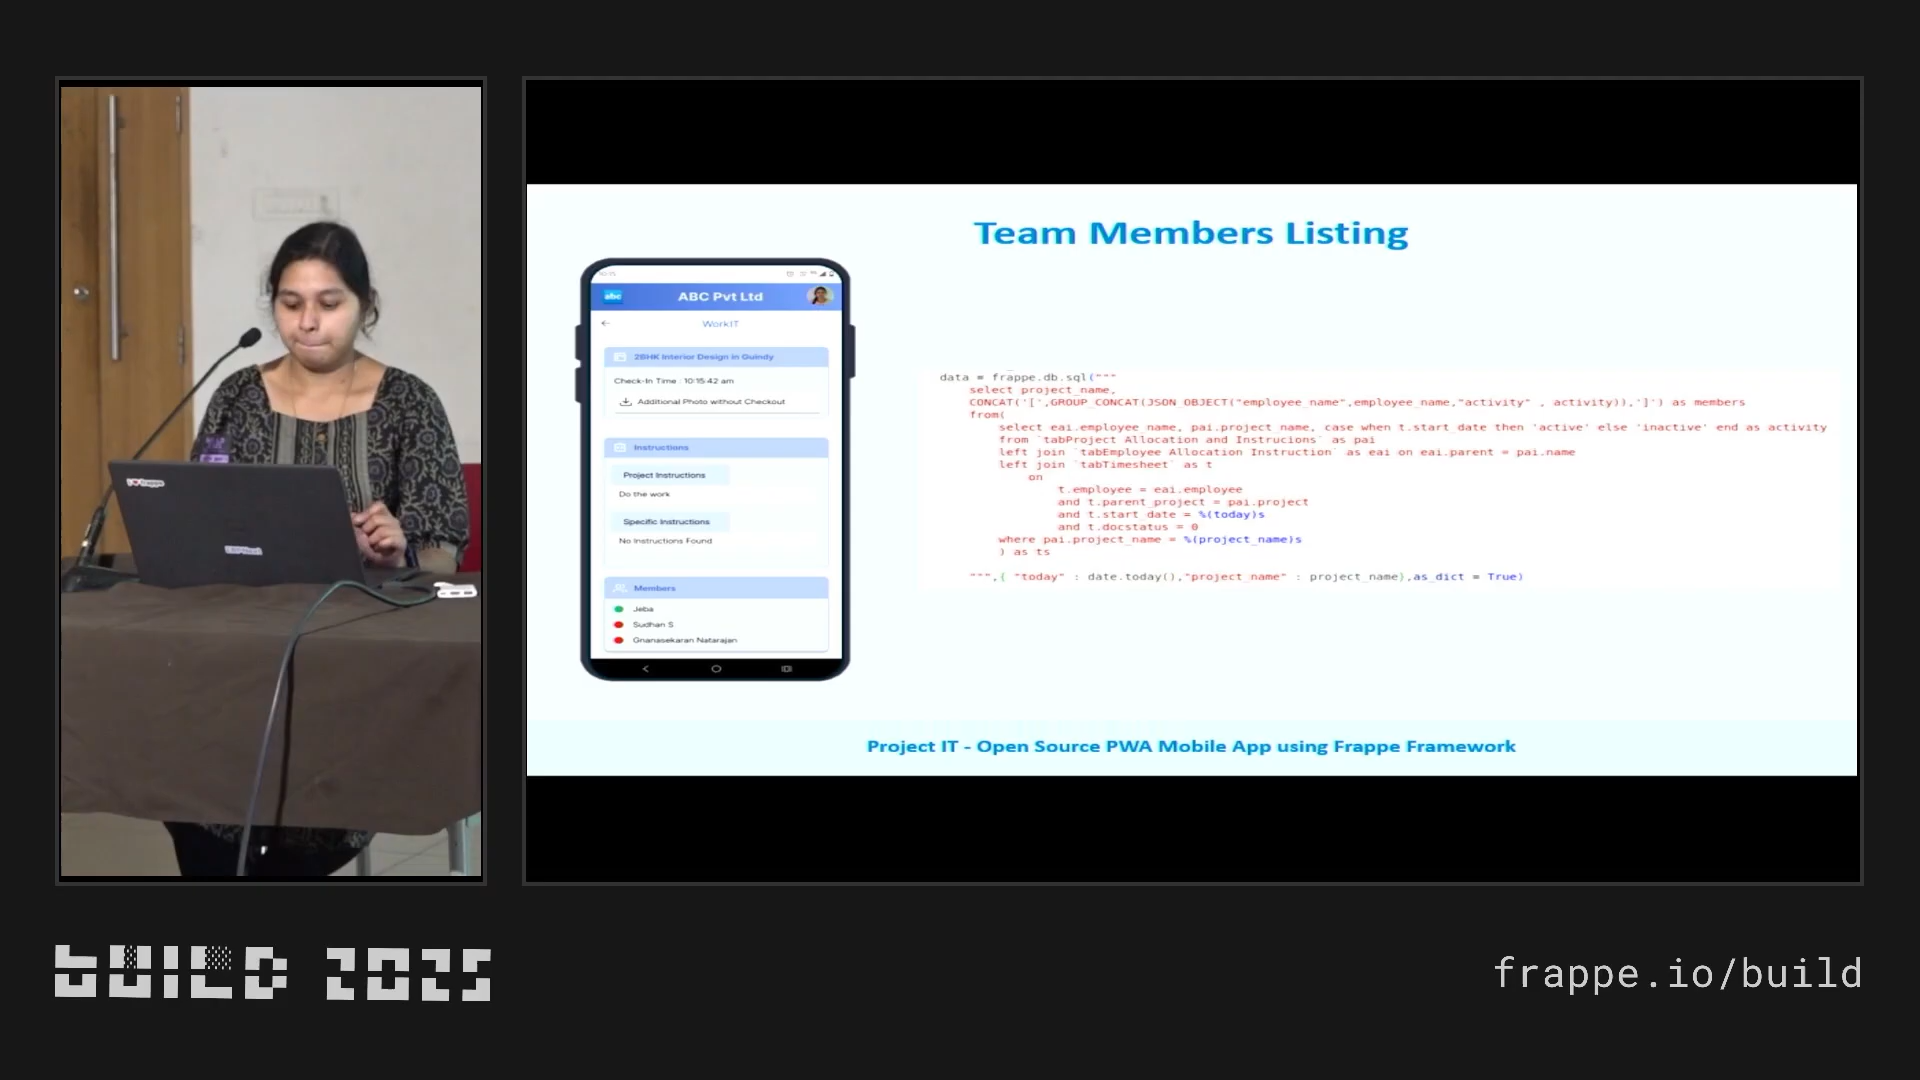 Team Members Listing
abc
ABC Pvt Ltd
WorkIT
2BHK Interior Design in Guindy
Check-In Time : 10:15:42 am
Additional Photo without Checkout
Instructions
Project Instructions
Do the work
Specific Instructions
No Instructions Found
Members
Jeba
Sudhan S
Gnanasekaran Natarajan
data = frappe.db.sql("""
select project_name,
CONCAT('[',GROUP_CONCAT(JSON_OBJECT("employee_name",employee_name,"activity" , activity)),']') as members
from(
select eai.employee_name, pai.project_name, case when t.start_date then 'active' else 'inactive' end as activity
from `tabProject Allocation and Instrucions` as pai
left join `tabEmployee Allocation Instruction` as eai on eai.parent = pai.name
left join `tabTimesheet` as t
on
t.employee = eai.employee
and t.parent_project = pai.project
and t.start_date = %(today)s
and t.docstatus = 0
where pai.project_name = %(project_name)s
) as ts
""",{ "today" : date.today(),"project_name" : project_name},as_dict = True)
Project IT - Open Source PWA Mobile App using Frappe Framework
BUILD 2025
frappe.io/build